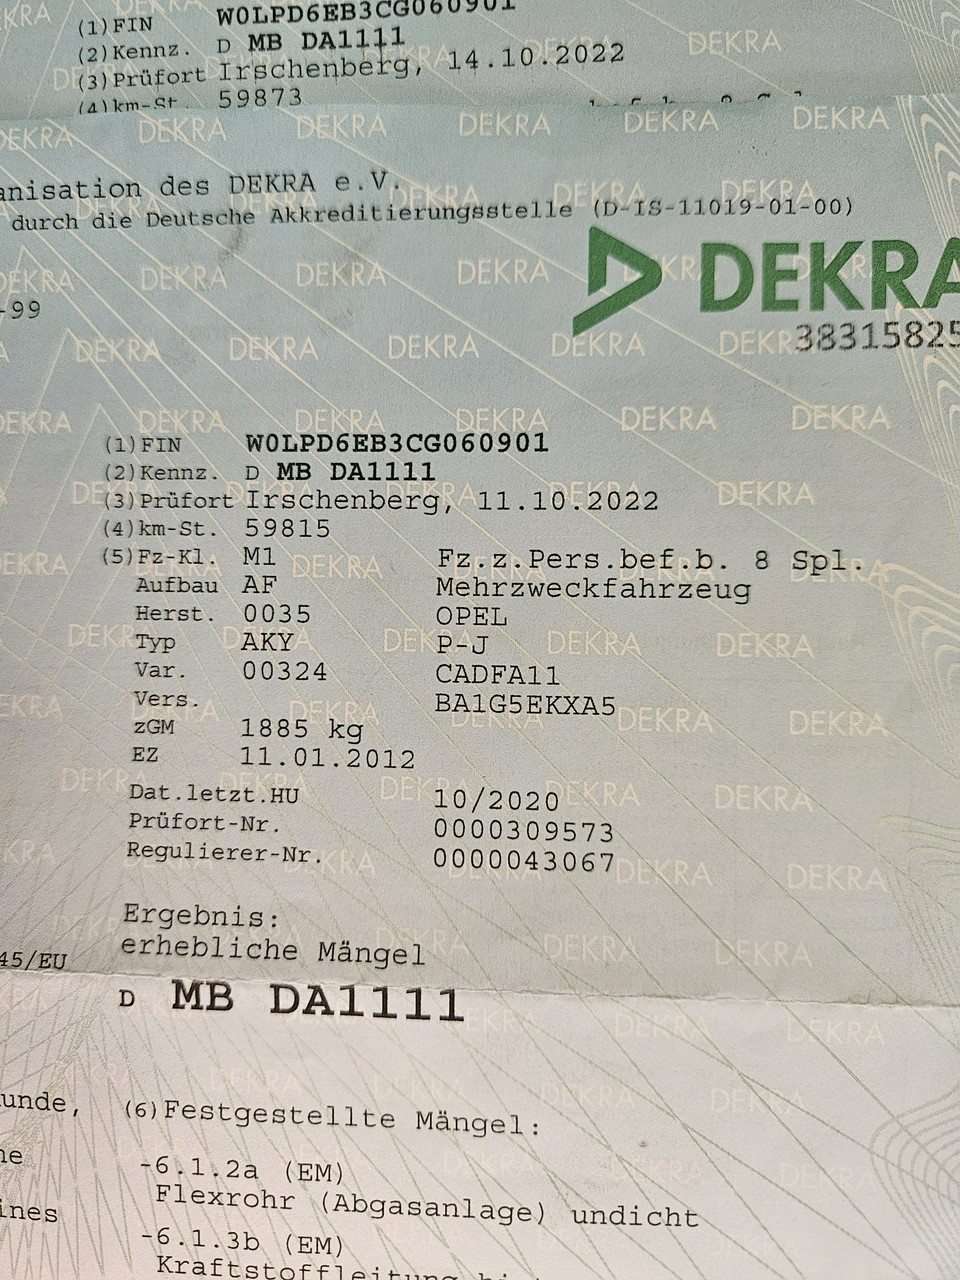 (1)FIN W0LPD6EB3CG060901
(2)Kennz. D MB DA1111
(3)Prüfort Irschenberg, 14.10.2022
(4)km-St. 59873
anisation des DEKRA e.V.
durch die Deutsche Akkreditierungsstelle (D-IS-11019-01-00)
DEKRA
-99
38315825
(1)FIN W0LPD6EB3CG060901
(2)Kennz. D MB DA1111
(3)Prüfort Irschenberg, 11.10.2022
(4)km-St. 59815
(5)Fz-Kl. M1 Fz.z.Pers.bef.b. 8 Spl.
Aufbau AF Mehrzweckfahrzeug
Herst. 0035 OPEL
Typ AKY P-J
Var. 00324 CADFA11
Vers. BA1G5EKXA5
zGM 1885 kg
EZ 11.01.2012
Dat.letzt.HU 10/2020
Prüfort-Nr. 0000309573
Regulierer-Nr. 0000043067
Ergebnis:
erhebliche Mängel
45/EU
D MB DA1111
unde,
(6)Festgestellte Mängel:
ne
-6.1.2a (EM)
Flexrohr (Abgasanlage) undicht
ines
-6.1.3b (EM)
Kraftstoffleitung